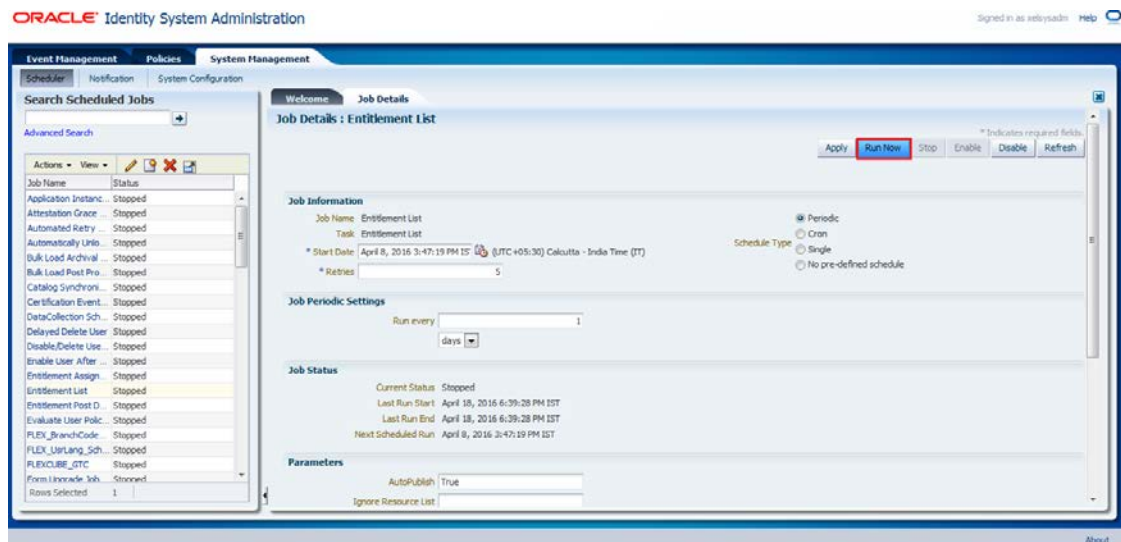 ORACLE® Identity System Administration
Signed in as xelsysadm Help
Event Management Policies System Management
Scheduler Notification System Configuration
Search Scheduled Jobs
Advanced Search
Actions View
Job Name Status
Application Instanc... Stopped
Attestation Grace ... Stopped
Automated Retry ... Stopped
Automatically Unlo... Stopped
Bulk Load Archival ... Stopped
Bulk Load Post Pro... Stopped
Catalog Synchroni... Stopped
Certification Event... Stopped
DataCollection Sch... Stopped
Delayed Delete User Stopped
Disable/Delete Use... Stopped
Enable User After ... Stopped
Entitlement Assign... Stopped
Entitlement List Stopped
Entitlement Post D... Stopped
Evaluate User Polic... Stopped
FLEX_BranchCode... Stopped
FLEX_UsrLang_Sch... Stopped
FLEXCUBE_GTC Stopped
Form Upgrade Job Stopped
Rows Selected 1
Welcome Job Details
Job Details : Entitlement List
* Indicates required fields.
Apply Run Now Stop Enable Disable Refresh
Job Information
Job Name Entitlement List
Task Entitlement List
* Start Date April 8, 2016 3:47:19 PM IS (UTC+05:30) Calcutta - India Time (IT)
* Retries 5
Schedule Type
Periodic
Cron
Single
No pre-defined schedule
Job Periodic Settings
Run every 1
days
Job Status
Current Status Stopped
Last Run Start April 18, 2016 6:39:28 PM IST
Last Run End April 18, 2016 6:39:28 PM IST
Next Scheduled Run April 8, 2016 3:47:19 PM IST
Parameters
AutoPublish True
Ignore Resource List
About